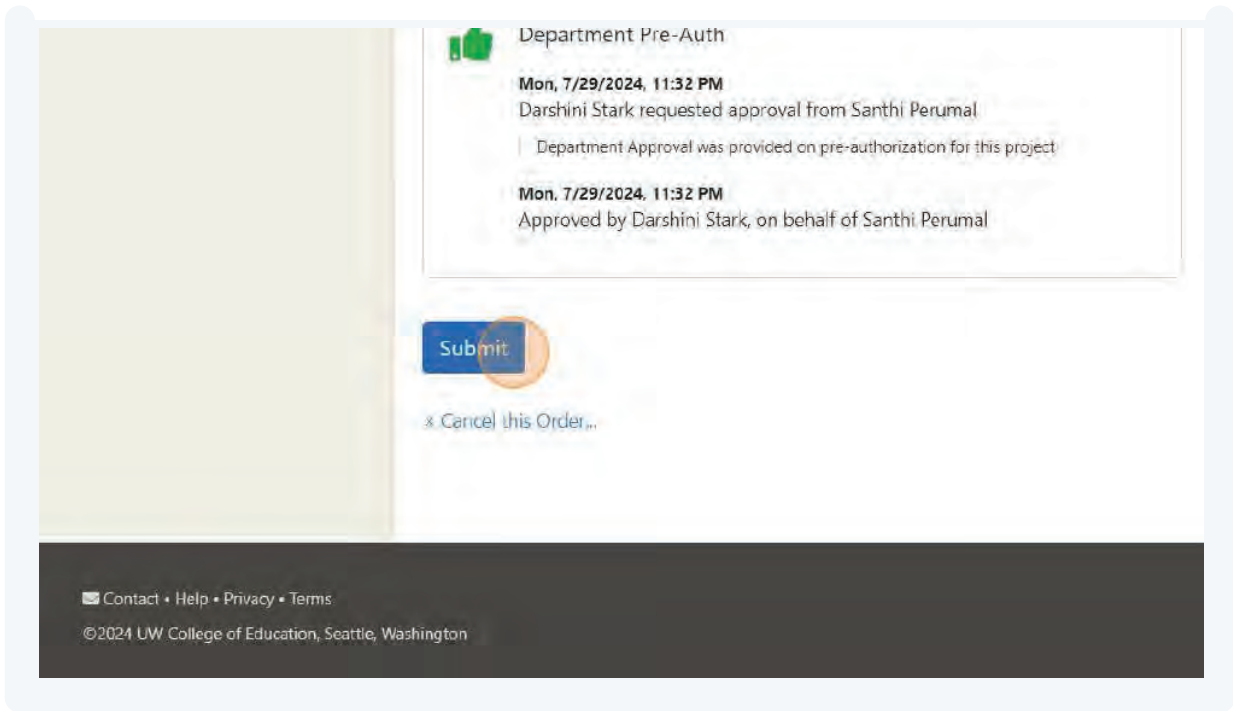 Department Pre-Auth
Mon, 7/29/2024, 11:32 PM
Darshini Stark requested approval from Santhi Perumal
Department Approval was provided on pre-authorization for this project
Mon, 7/29/2024, 11:32 PM
Approved by Darshini Stark, on behalf of Santhi Perumal
Submit
× Cancel this Order...
Contact • Help • Privacy • Terms
©2024 UW College of Education, Seattle, Washington